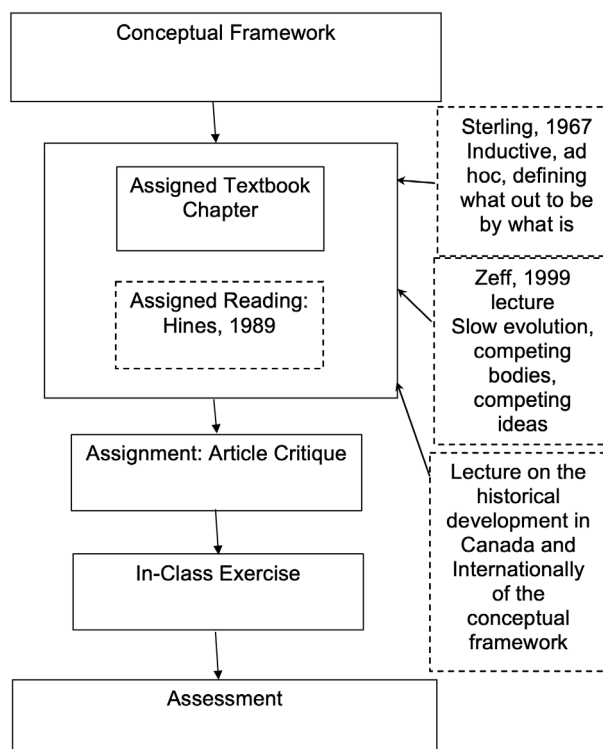 Conceptual Framework
Assigned Textbook
Chapter
Assigned Reading:
Hines, 1989
Sterling, 1967
Inductive, ad
hoc, defining
what out to be
by what is
Zeff, 1999
lecture
Slow evolution,
competing
bodies,
competing
ideas
Lecture on the
historical
development in
Canada and
Internationally
of the
conceptual
framework
Assignment: Article Critique
In-Class Exercise
Assessment